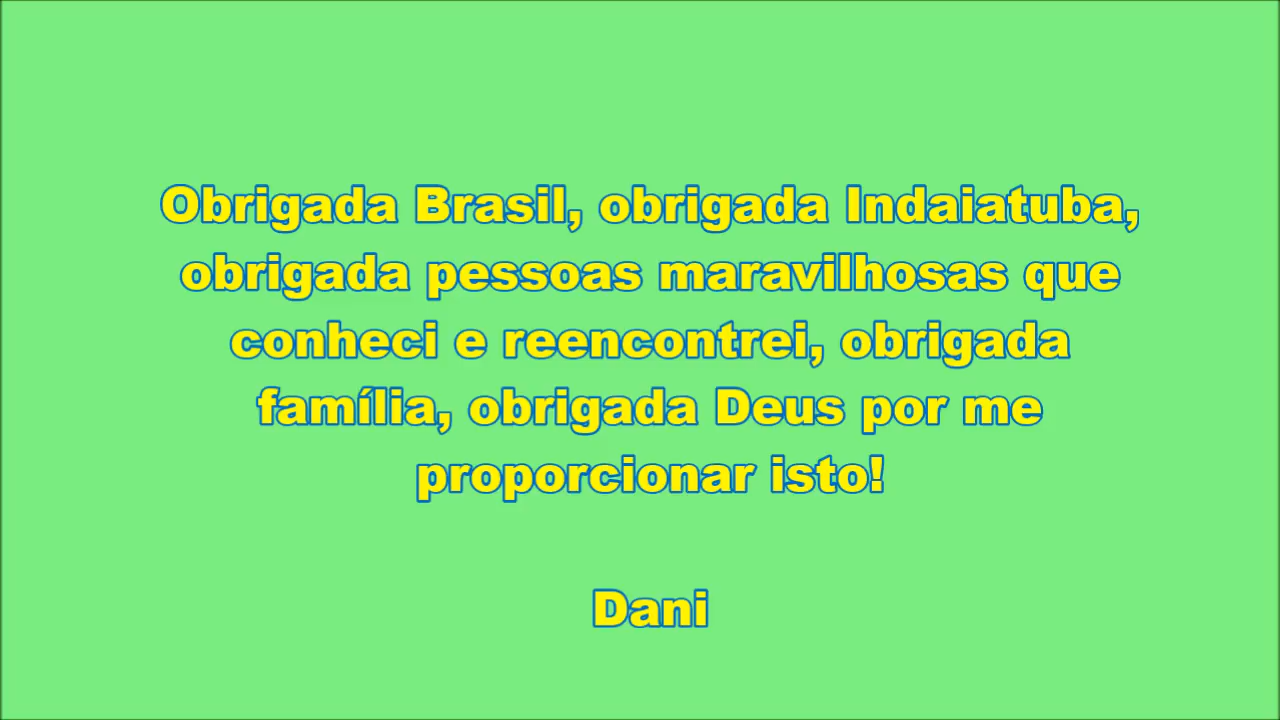 Obrigada Brasil, obrigada Indaiatuba,
obrigada pessoas maravilhosas que
conheci e reencontrei, obrigada
família, obrigada Deus por me
proporcionar isto!
Dani